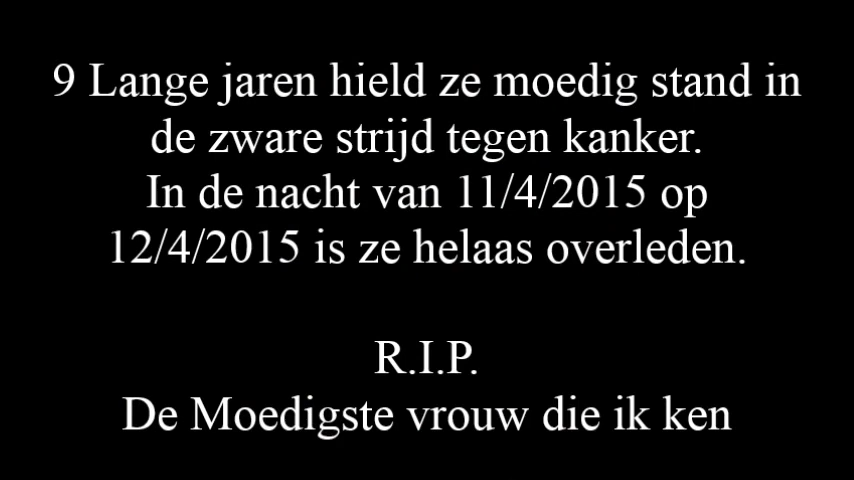 9 Lange jaren hield ze moedig stand in
de zware strijd tegen kanker.
In de nacht van 11/4/2015 op
12/4/2015 is ze helaas overleden.
R.I.P.
De Moedigste vrouw die ik ken